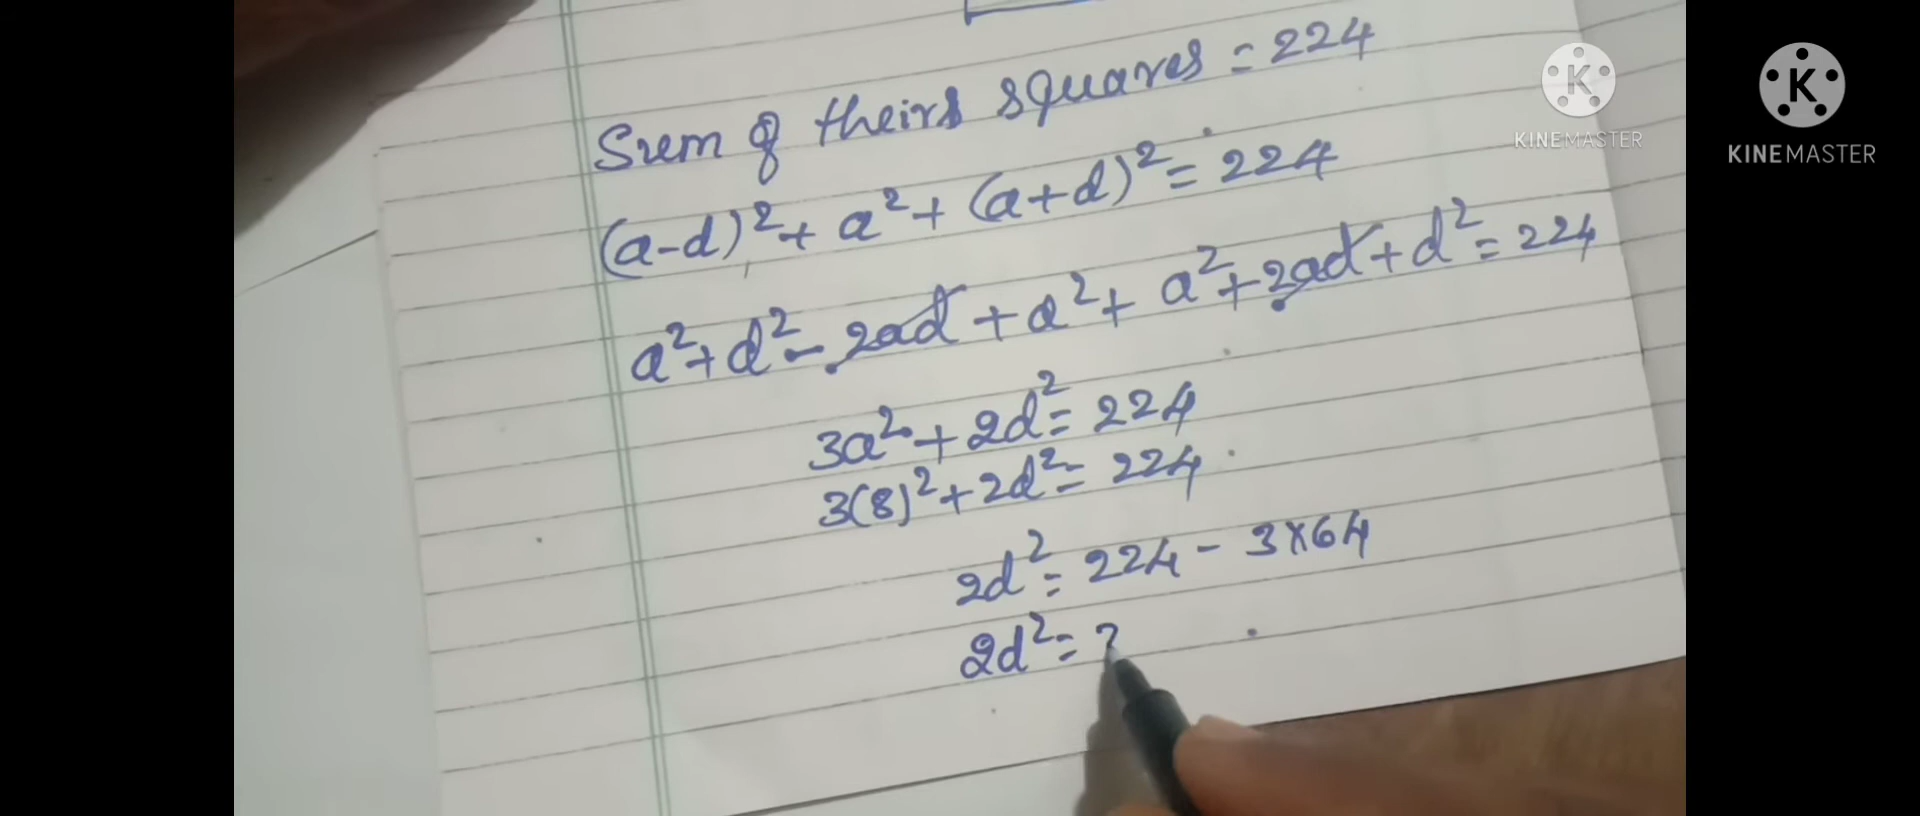 Sum of theirs squares = 224
(a-d)² + a² + (a+d)² = 224
a² + d² - 2ad + a² + a² + 2ad + d² = 224
3a² + 2d² = 224
3(8)² + 2d² = 224
2d² = 224 - 3×64
2d² = 2
KINEMASTER
KINEMASTER